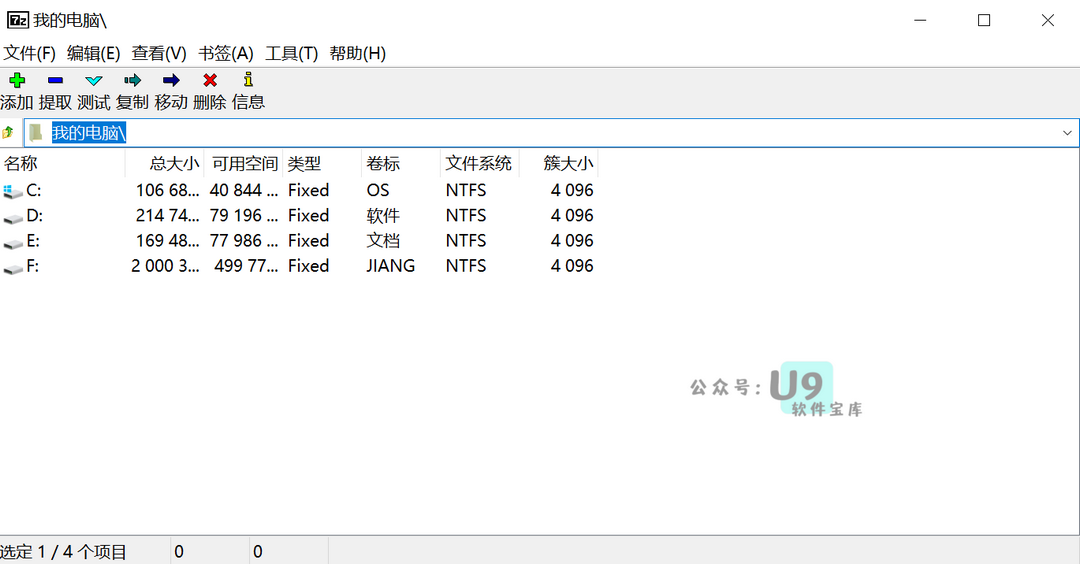 7z 我的电脑\
文件(F) 编辑(E) 查看(V) 书签(A) 工具(T) 帮助(H)
添加 提取 测试 复制 移动 删除 信息
我的电脑\
名称 总大小 可用空间 类型 卷标 文件系统 簇大小
C: 106 68... 40 844 ... Fixed OS NTFS 4 096
D: 214 74... 79 196 ... Fixed 软件 NTFS 4 096
E: 169 48... 77 986 ... Fixed 文档 NTFS 4 096
F: 2 000 3... 499 77... Fixed JIANG NTFS 4 096
公众号: U9
软件宝库
选定 1 / 4 个项目 0 0